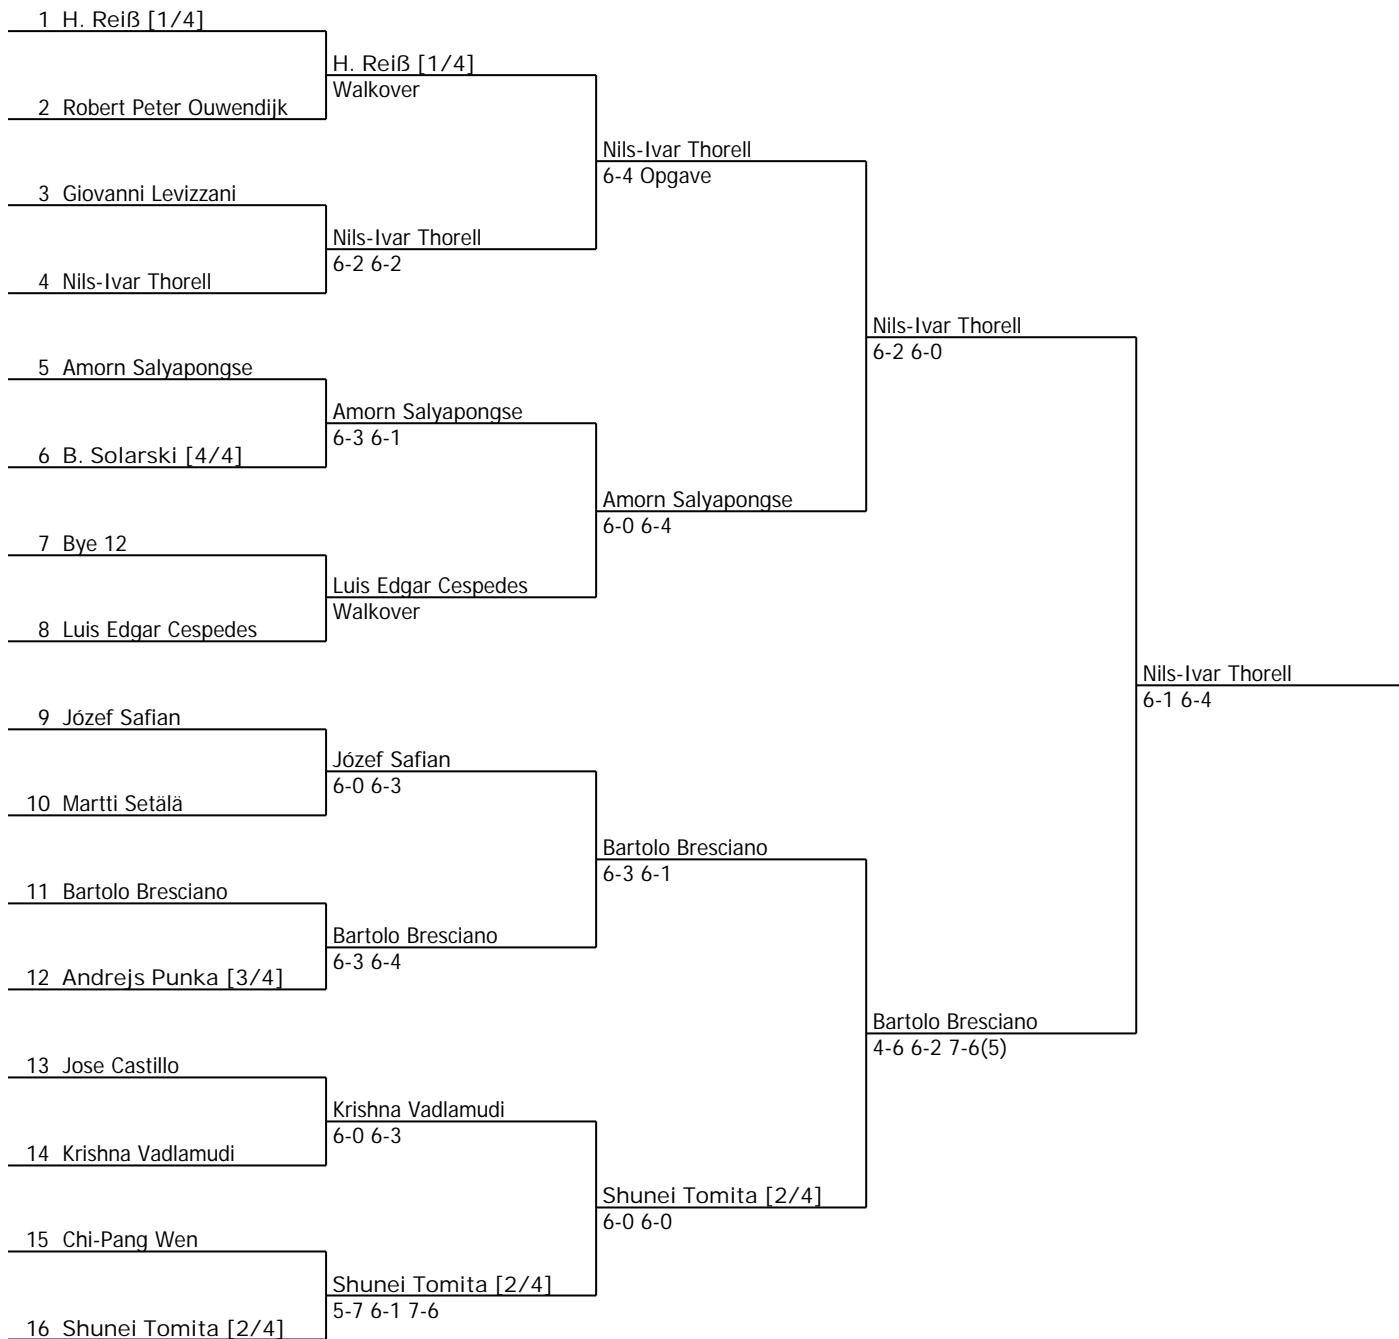 1 H. Reiß [1/4]
H. Reiß [1/4]
Walkover
2 Robert Peter Ouwendijk
Nils-Ivar Thorell
6-4 Opgave
3 Giovanni Levizzani
Nils-Ivar Thorell
6-2 6-2
4 Nils-Ivar Thorell
Nils-Ivar Thorell
6-2 6-0
5 Amorn Salyapongse
Amorn Salyapongse
6-3 6-1
6 B. Solarski [4/4]
Amorn Salyapongse
6-0 6-4
7 Bye 12
Luis Edgar Cespedes
Walkover
8 Luis Edgar Cespedes
Nils-Ivar Thorell
6-1 6-4
9 Józef Safian
Józef Safian
6-0 6-3
10 Martti Setälä
Bartolo Bresciano
6-3 6-1
11 Bartolo Bresciano
Bartolo Bresciano
6-3 6-4
12 Andrejs Punka [3/4]
Bartolo Bresciano
4-6 6-2 7-6(5)
13 Jose Castillo
Krishna Vadlamudi
6-0 6-3
14 Krishna Vadlamudi
Shunei Tomita [2/4]
6-0 6-0
15 Chi-Pang Wen
Shunei Tomita [2/4]
5-7 6-1 7-6
16 Shunei Tomita [2/4]